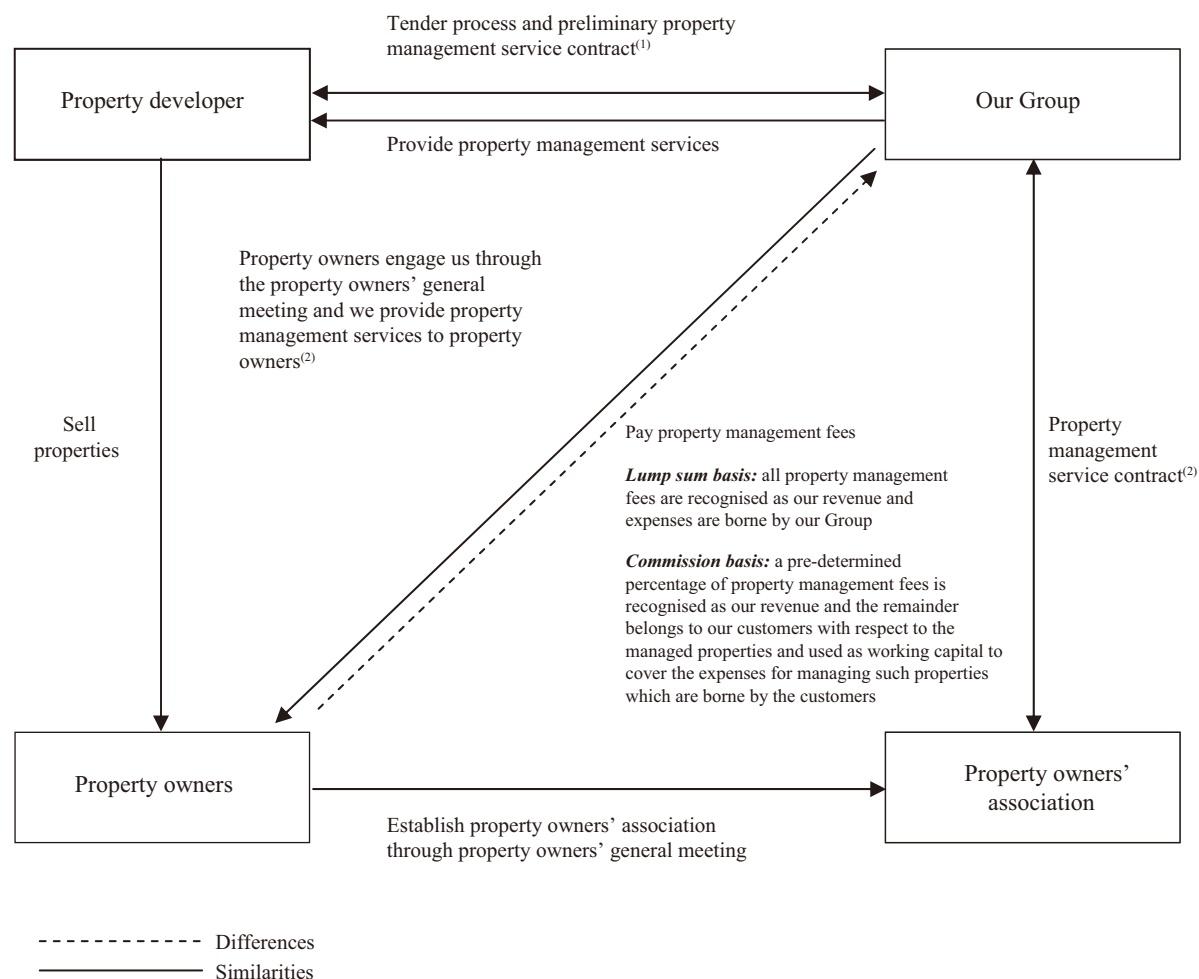 Tender process and preliminary property
management service contract(1)
Property developer
Our Group
Provide property management services
Property owners engage us through
the property owners’ general
meeting and we provide property
management services to property
owners(2)
Sell
properties
Pay property management fees
Lump sum basis: all property management
fees are recognised as our revenue and
expenses are borne by our Group
Commission basis: a pre-determined
percentage of property management fees is
recognised as our revenue and the remainder
belongs to our customers with respect to the
managed properties and used as working capital to
cover the expenses for managing such properties
which are borne by the customers
Property
management
service contract(2)
Property owners
Property owners’
association
Establish property owners’ association
through property owners’ general meeting
Differences
Similarities